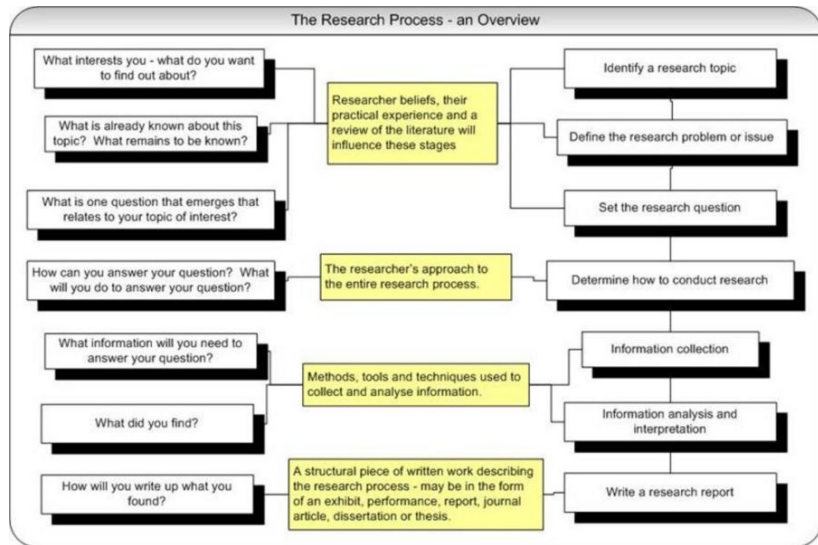 The Research Process - an Overview
What interests you - what do you
want to find out about?
Researcher beliefs, their
practical experience and a
review of the literature will
influence these stages
Identify a research topic
What is already known about this
topic? What remains to be known?
Define the research problem or issue
What is one question that emerges that
relates to your topic of interest?
Set the research question
How can you answer your question? What
will you do to answer your question?
The researcher's approach to
the entire research process.
Determine how to conduct research
What information will you need to
answer your question?
Methods, tools and techniques used to
collect and analyse information.
Information collection
What did you find?
Information analysis and
interpretation
How will you write up what you
found?
A structural piece of written work describing
the research process - may be in the form
of an exhibit, performance, report, journal
article, dissertation or thesis.
Write a research report